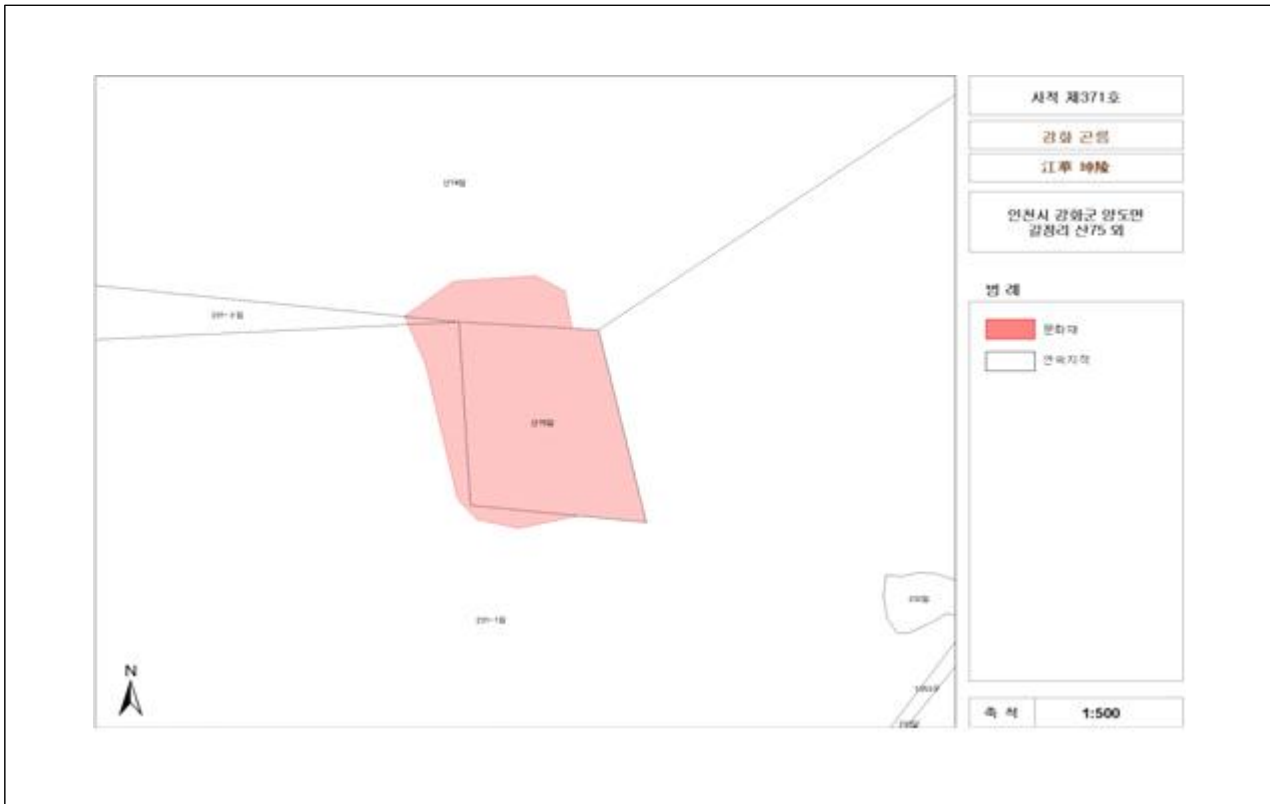 사적 제371호
강화 곤릉
江華 坤陵
인천시 강화군 양도면
길정리 산75 외
범 례
문화재
연속지적
축 척
1:500
N